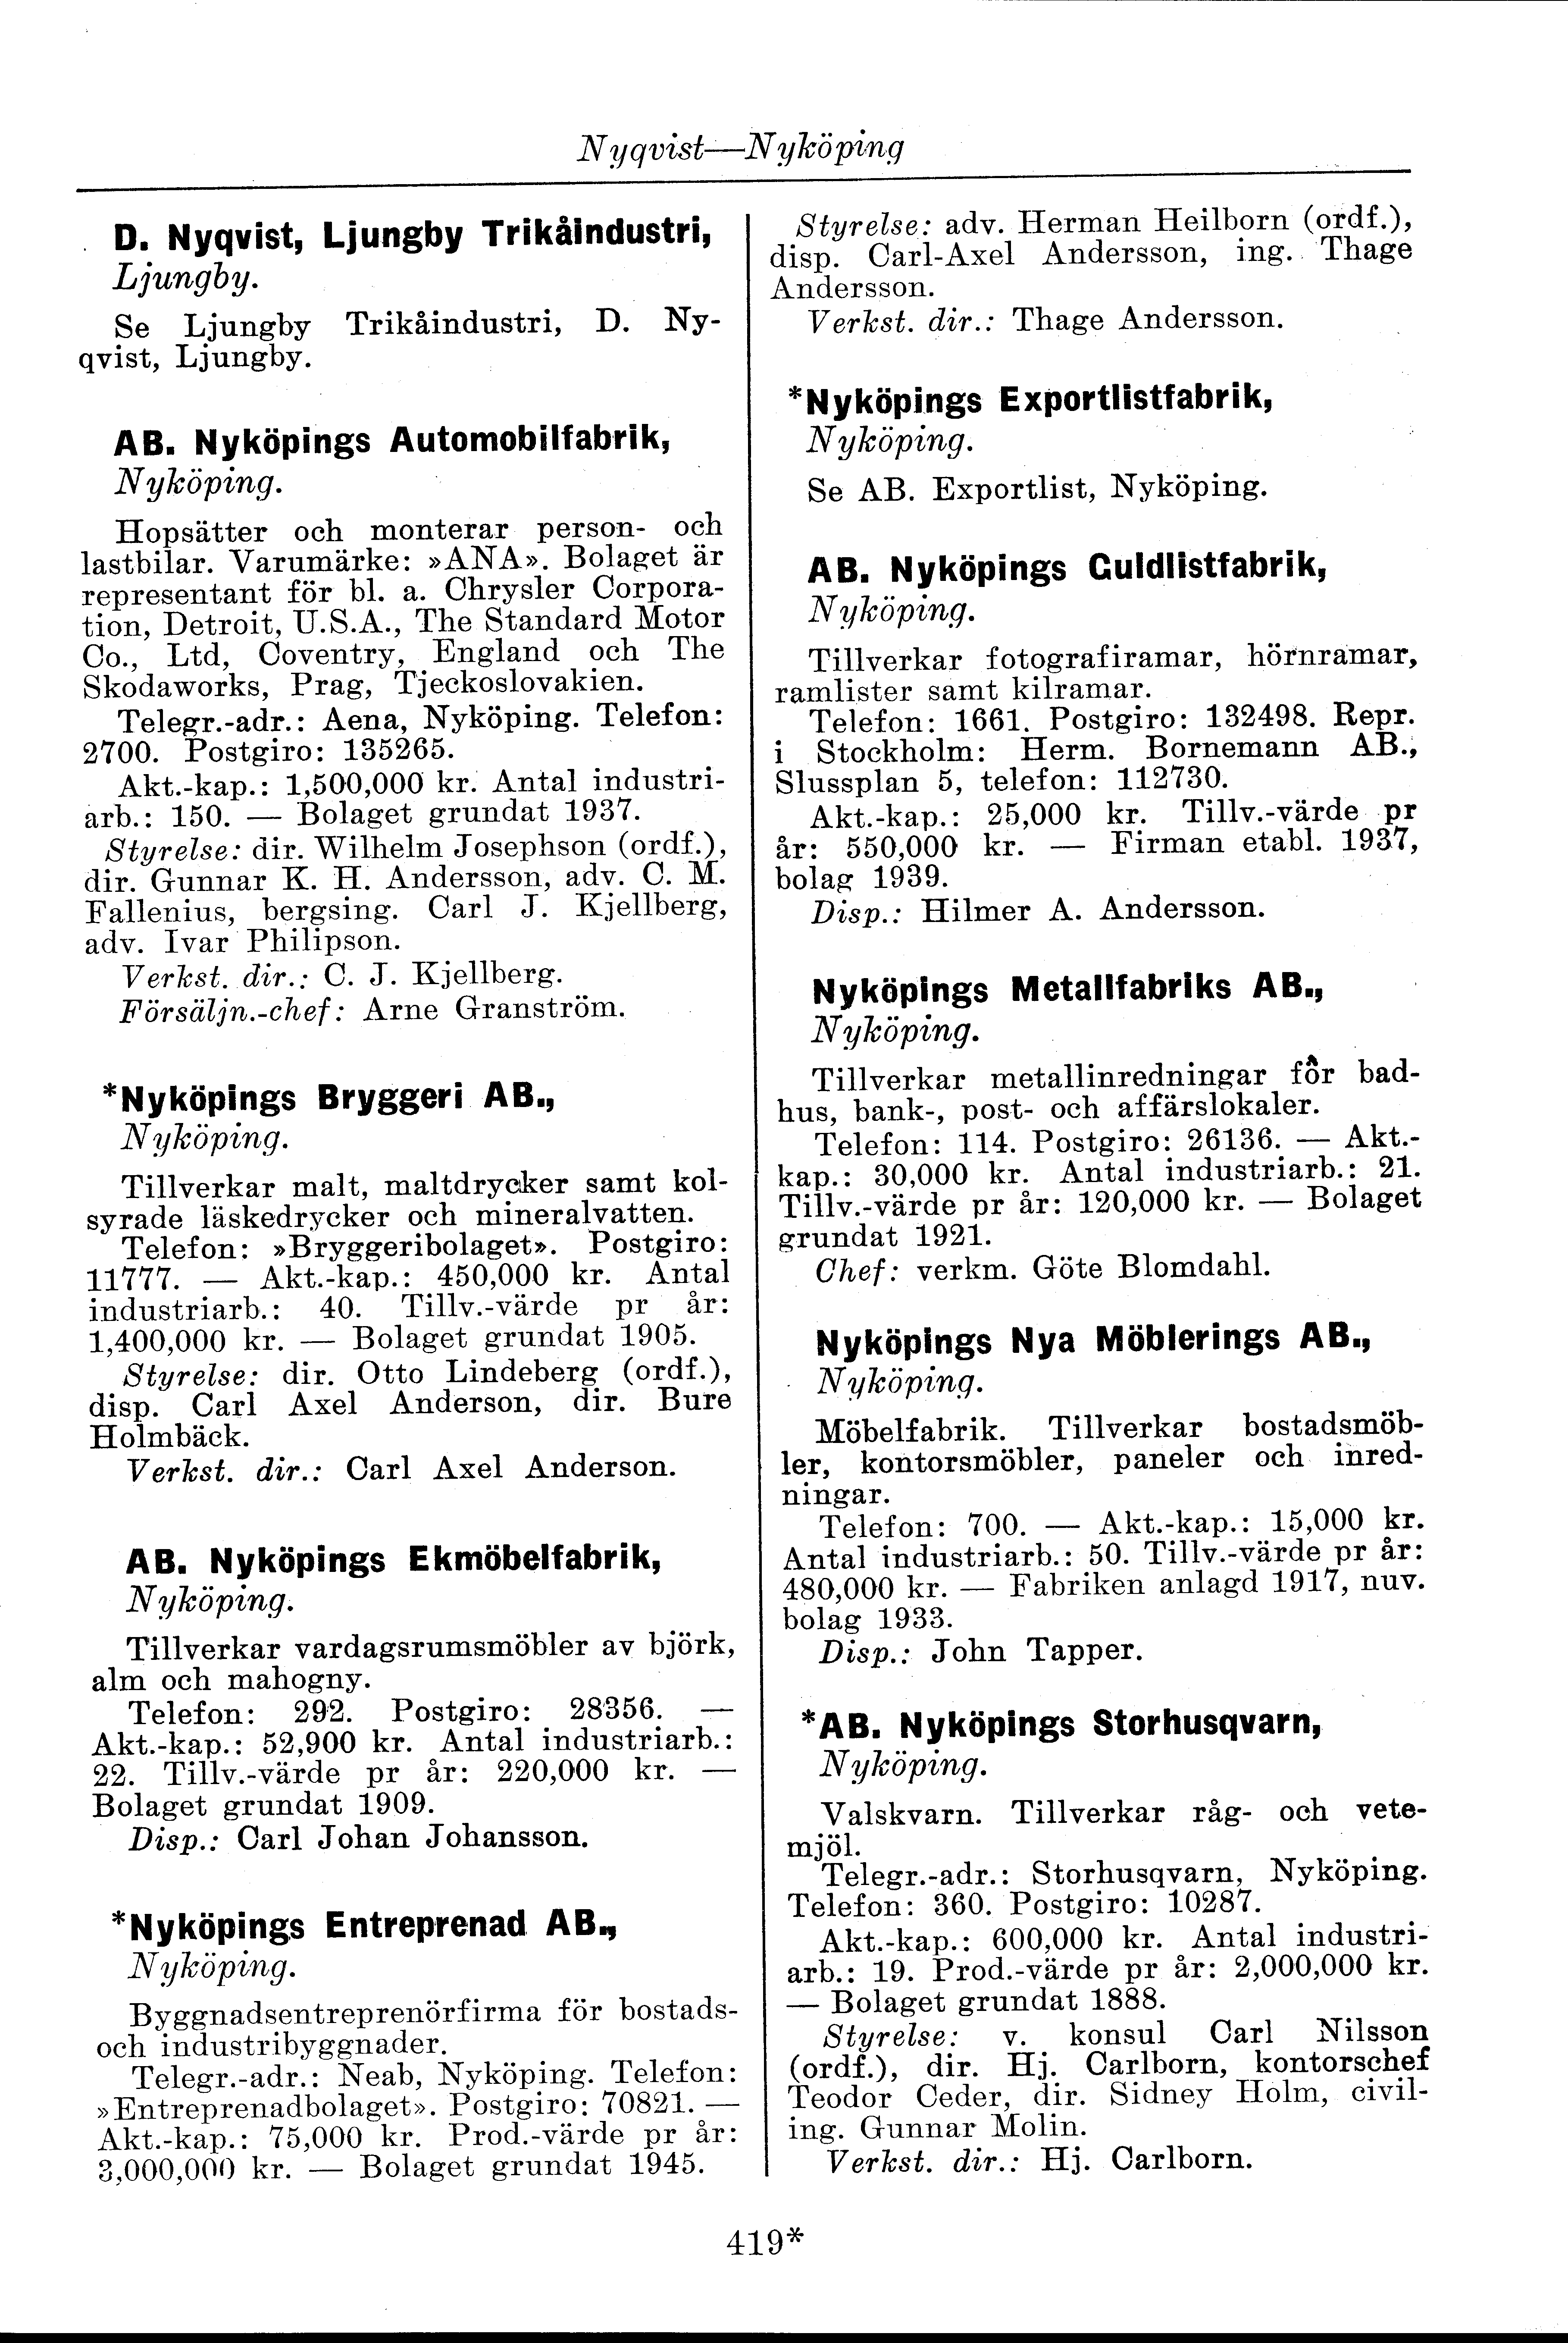 Nyqvist—Nyköping
D. Nyqvist, Ljungby Trikåindustri,
Ljungby.
Se Ljungby Trikåindustri, D. Ny-
qvist, Ljungby.
AB. Nyköpings Automobilfabrik,
Nyköping.
Hopsätter och monterar person- och
lastbilar. Varumärke: »ANA». Bolaget är
representant för bl. a. Chrysler Corpora-
tion, Detroit, U.S.A., The Standard Motor
Co., Ltd, Coventry, England och The
Skodaworks, Prag, Tjeckoslovakien.
Telegr.-adr.: Aena, Nyköping. Telefon:
2700. Postgiro: 135265.
Akt.-kap.: 1,500,000 kr. Antal industri-
arb.: 150. — Bolaget grundat 1937.
Styrelse: dir. Wilhelm Josephson (ordf.),
dir. Gunnar K. H. Andersson, adv. C. M.
Fallenius, bergsing. Carl J. Kjellberg,
adv. Ivar Philipson.
Verkst. dir.: C. J. Kjellberg.
Försäljn.-chef: Arne Granström.
*Nyköpings Bryggeri AB.,
Nyköping.
Tillverkar malt, maltdrycker samt kol-
syrade läskedrycker och mineralvatten.
Telefon: »Bryggeribolaget». Postgiro:
11777. — Akt.-kap.: 450,000 kr. Antal
industriarb.: 40. Tillv.-värde pr år:
1,400,000 kr. — Bolaget grundat 1905.
Styrelse: dir. Otto Lindeberg (ordf.),
disp. Carl Axel Anderson, dir. Bure
Holmbäck.
Verkst. dir.: Carl Axel Anderson.
AB. Nyköpings Ekmöbelfabrik,
Nyköping.
Tillverkar vardagsrumsmöbler av björk,
alm och mahogny.
Telefon: 292. Postgiro: 28356. —
Akt.-kap.: 52,900 kr. Antal industriarb.:
22. Tillv.-värde pr år: 220,000 kr. —
Bolaget grundat 1909.
Disp.: Carl Johan Johansson.
*Nyköpings Entreprenad AB.,
Nyköping.
Byggnadsentreprenörfirma för bostads-
och industribyggnader.
Telegr.-adr.: Neab, Nyköping. Telefon:
»Entreprenadbolaget». Postgiro: 70821. —
Akt.-kap.: 75,000 kr. Prod.-värde pr år:
3,000,000 kr. — Bolaget grundat 1945.
Styrelse: adv. Herman Heilborn (ordf.),
disp. Carl-Axel Andersson, ing. Thage
Andersson.
Verkst. dir.: Thage Andersson.
*Nyköpings Exportlistfabrik,
Nyköping.
Se AB. Exportlist, Nyköping.
AB. Nyköpings Guldlistfabrik,
Nyköping.
Tillverkar fotografiramar, hörnramar,
ramlister samt kilramar.
Telefon: 1661. Postgiro: 132498. Repr.
i Stockholm: Herm. Bornemann AB.,
Slussplan 5, telefon: 112730.
Akt.-kap.: 25,000 kr. Tillv.-värde pr
år: 550,000 kr. — Firman etabl. 1937,
bolag 1939.
Disp.: Hilmer A. Andersson.
Nyköpings Metallfabriks AB.,
Nyköping.
Tillverkar metallinredningar för bad-
hus, bank-, post- och affärslokaler.
Telefon: 114. Postgiro: 26136. — Akt.-
kap.: 30,000 kr. Antal industriarb.: 21.
Tillv.-värde pr år: 120,000 kr. — Bolaget
grundat 1921.
Chef: verkm. Göte Blomdahl.
Nyköpings Nya Möblerings AB.,
Nyköping.
Möbelfabrik. Tillverkar bostadsmöb-
ler, kontorsmöbler, paneler och inred-
ningar.
Telefon: 700. — Akt.-kap.: 15,000 kr.
Antal industriarb.: 50. Tillv.-värde pr år:
480,000 kr. — Fabriken anlagd 1917, nuv.
bolag 1933.
Disp.: John Tapper.
*AB. Nyköpings Storhusqvarn,
Nyköping.
Valskvarn. Tillverkar råg- och vete-
mjöl.
Telegr.-adr.: Storhusqvarn, Nyköping.
Telefon: 360. Postgiro: 10287.
Akt.-kap.: 600,000 kr. Antal industri-
arb.: 19. Prod.-värde pr år: 2,000,000 kr.
— Bolaget grundat 1888.
Styrelse: v. konsul Carl Nilsson
(ordf.), dir. Hj. Carlborn, kontorschef
Teodor Ceder, dir. Sidney Holm, civil-
ing. Gunnar Molin.
Verkst. dir.: Hj. Carlborn.
419*